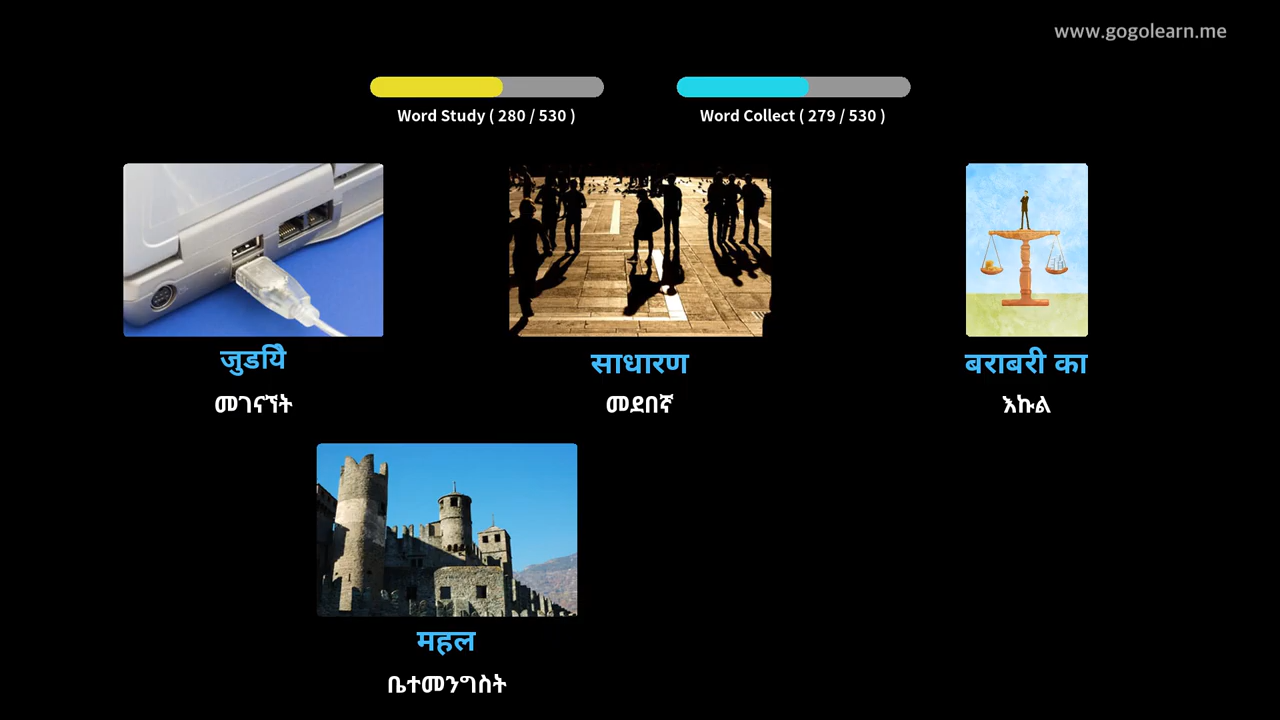 www.gogolearn.me
Word Study ( 280 / 530 )
Word Collect ( 279 / 530 )
जुडयिे
साधारण
बराबरी का
መገናኘት
መደበኛ
እኩል
महल
ቤተመንግስት